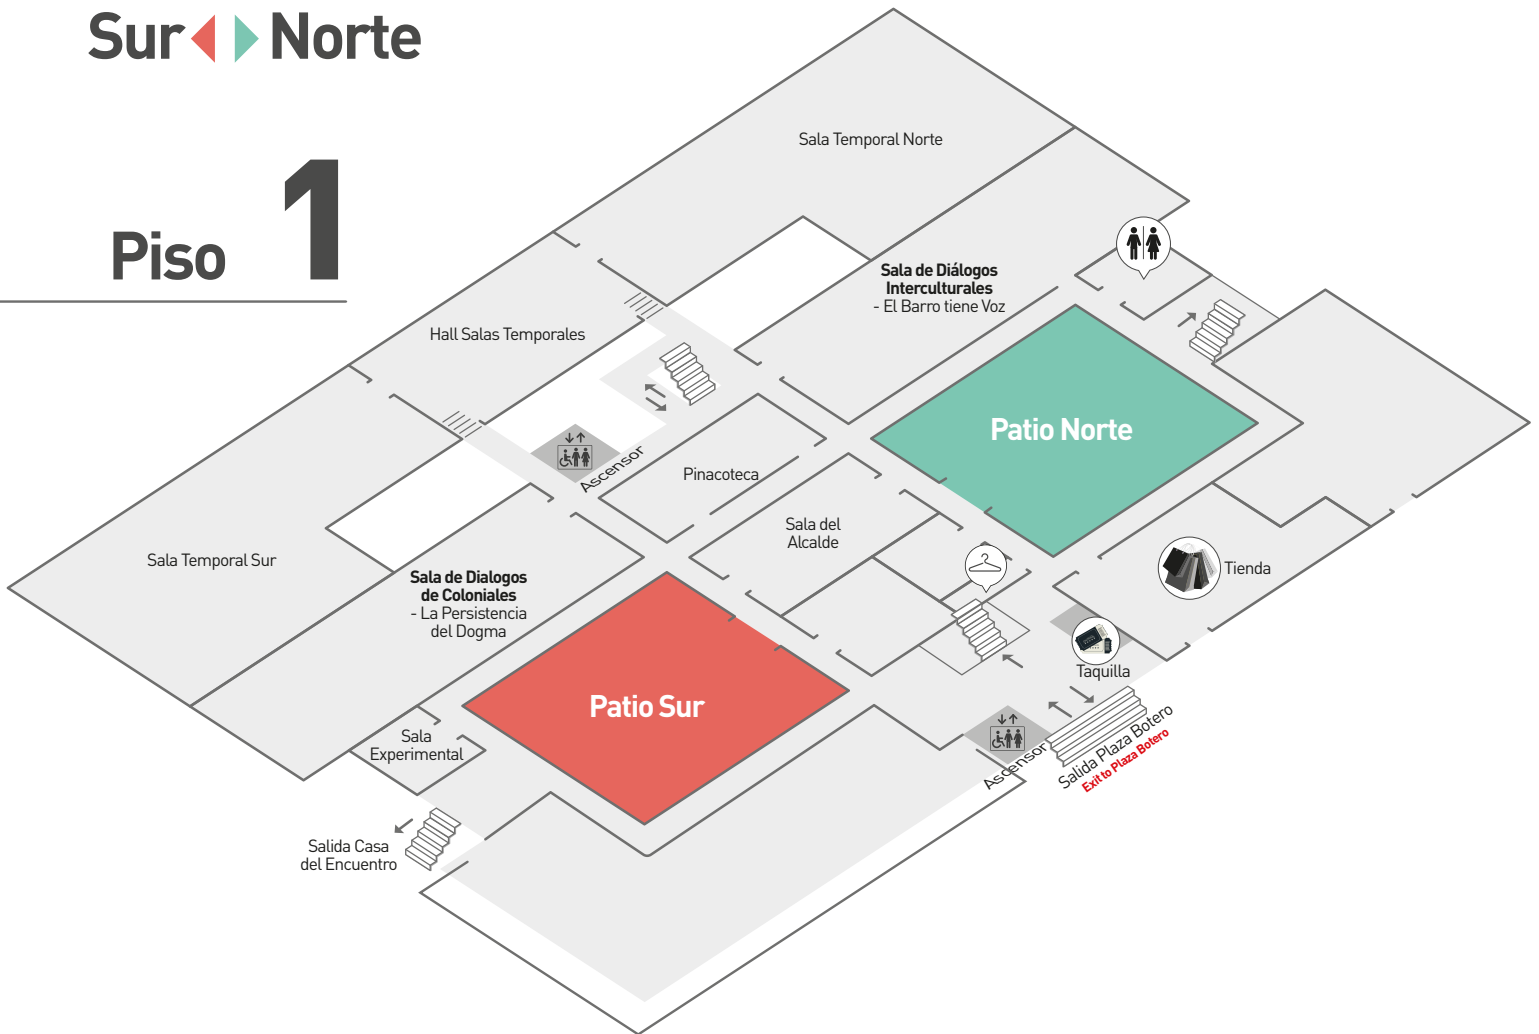 Sur Norte
Piso 1
Sala Temporal Norte
Sala de Diálogos
Interculturales
- El Barro tiene Voz
Hall Salas Temporales
Patio Norte
Ascensor
Pinacoteca
Sala del
Alcalde
Sala Temporal Sur
Sala de Dialogos
de Coloniales
- La Persistencia
del Dogma
Tienda
Taquilla
Patio Sur
Sala
Experimental
Ascensor
Salida Plaza Botero
Exit to Plaza Botero
Salida Casa
del Encuentro